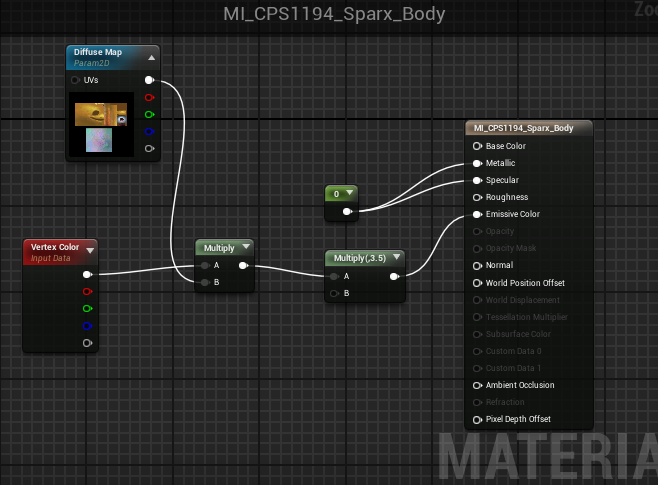 MI_CPS1194_Sparx_Body
Zo
Diffuse Map
Param2D
UVs
MI_CPS1194_Sparx_Body
Base Color
Metallic
Specular
Roughness
Emissive Color
Opacity
Opacity Mask
Normal
World Position Offset
World Displacement
Tessellation Multiplier
Subsurface Color
Custom Data 0
Custom Data 1
Ambient Occlusion
Refraction
Pixel Depth Offset
0
Vertex Color
Input Data
Multiply
A
B
Multiply(,3.5)
A
B
MATERIA